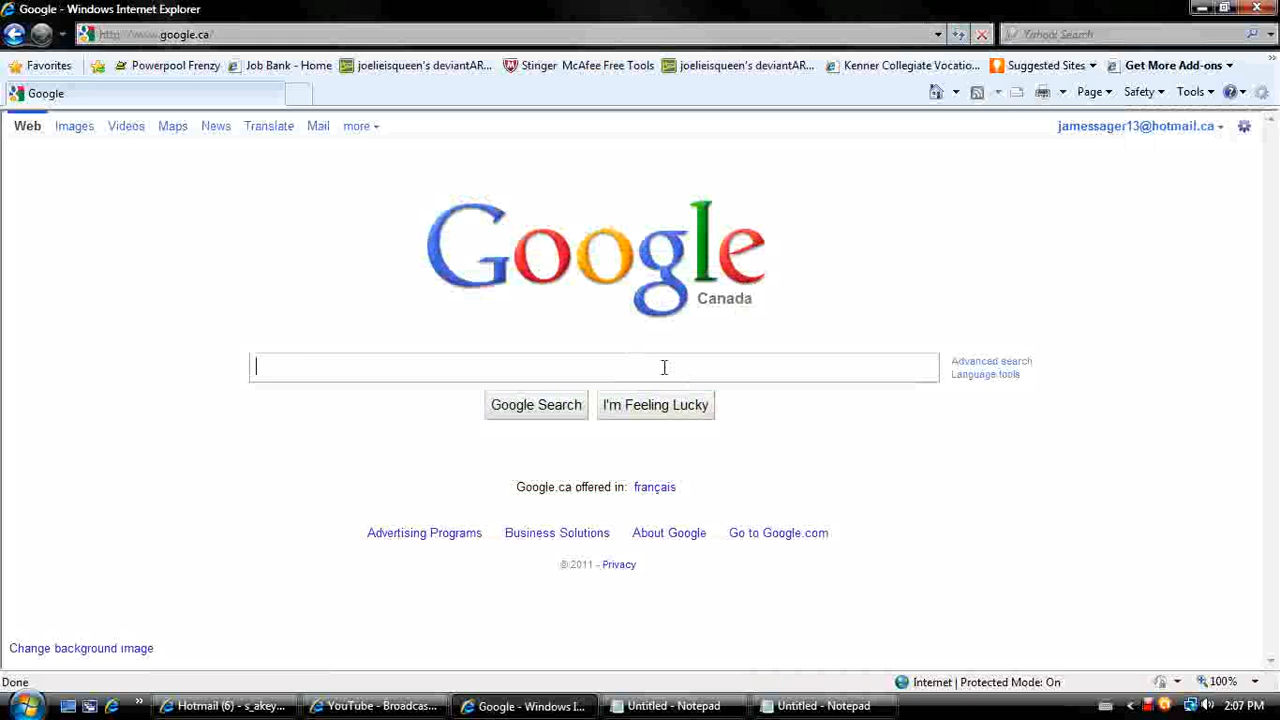 Google - Windows Internet Explorer
http://www.google.ca/
Yahoo! Search
Favorites Powerpool Frenzy Job Bank - Home joelieisqueen's deviantAR... Stinger McAfee Free Tools joelieisqueen's deviantAR... Kenner Collegiate Vocatio... Suggested Sites Get More Add-ons
Google
Page Safety Tools
Web Images Videos Maps News Translate Mail more
jamessager13@hotmail.ca
Google
Canada
Advanced search
Language tools
Google Search I'm Feeling Lucky
Google.ca offered in: français
Advertising Programs Business Solutions About Google Go to Google.com
© 2011 - Privacy
Change background image
Done Internet | Protected Mode: On 100%
» Hotmail (6) - s_akey... YouTube - Broadcas... Google - Windows I... Untitled - Notepad Untitled - Notepad 2:07 PM